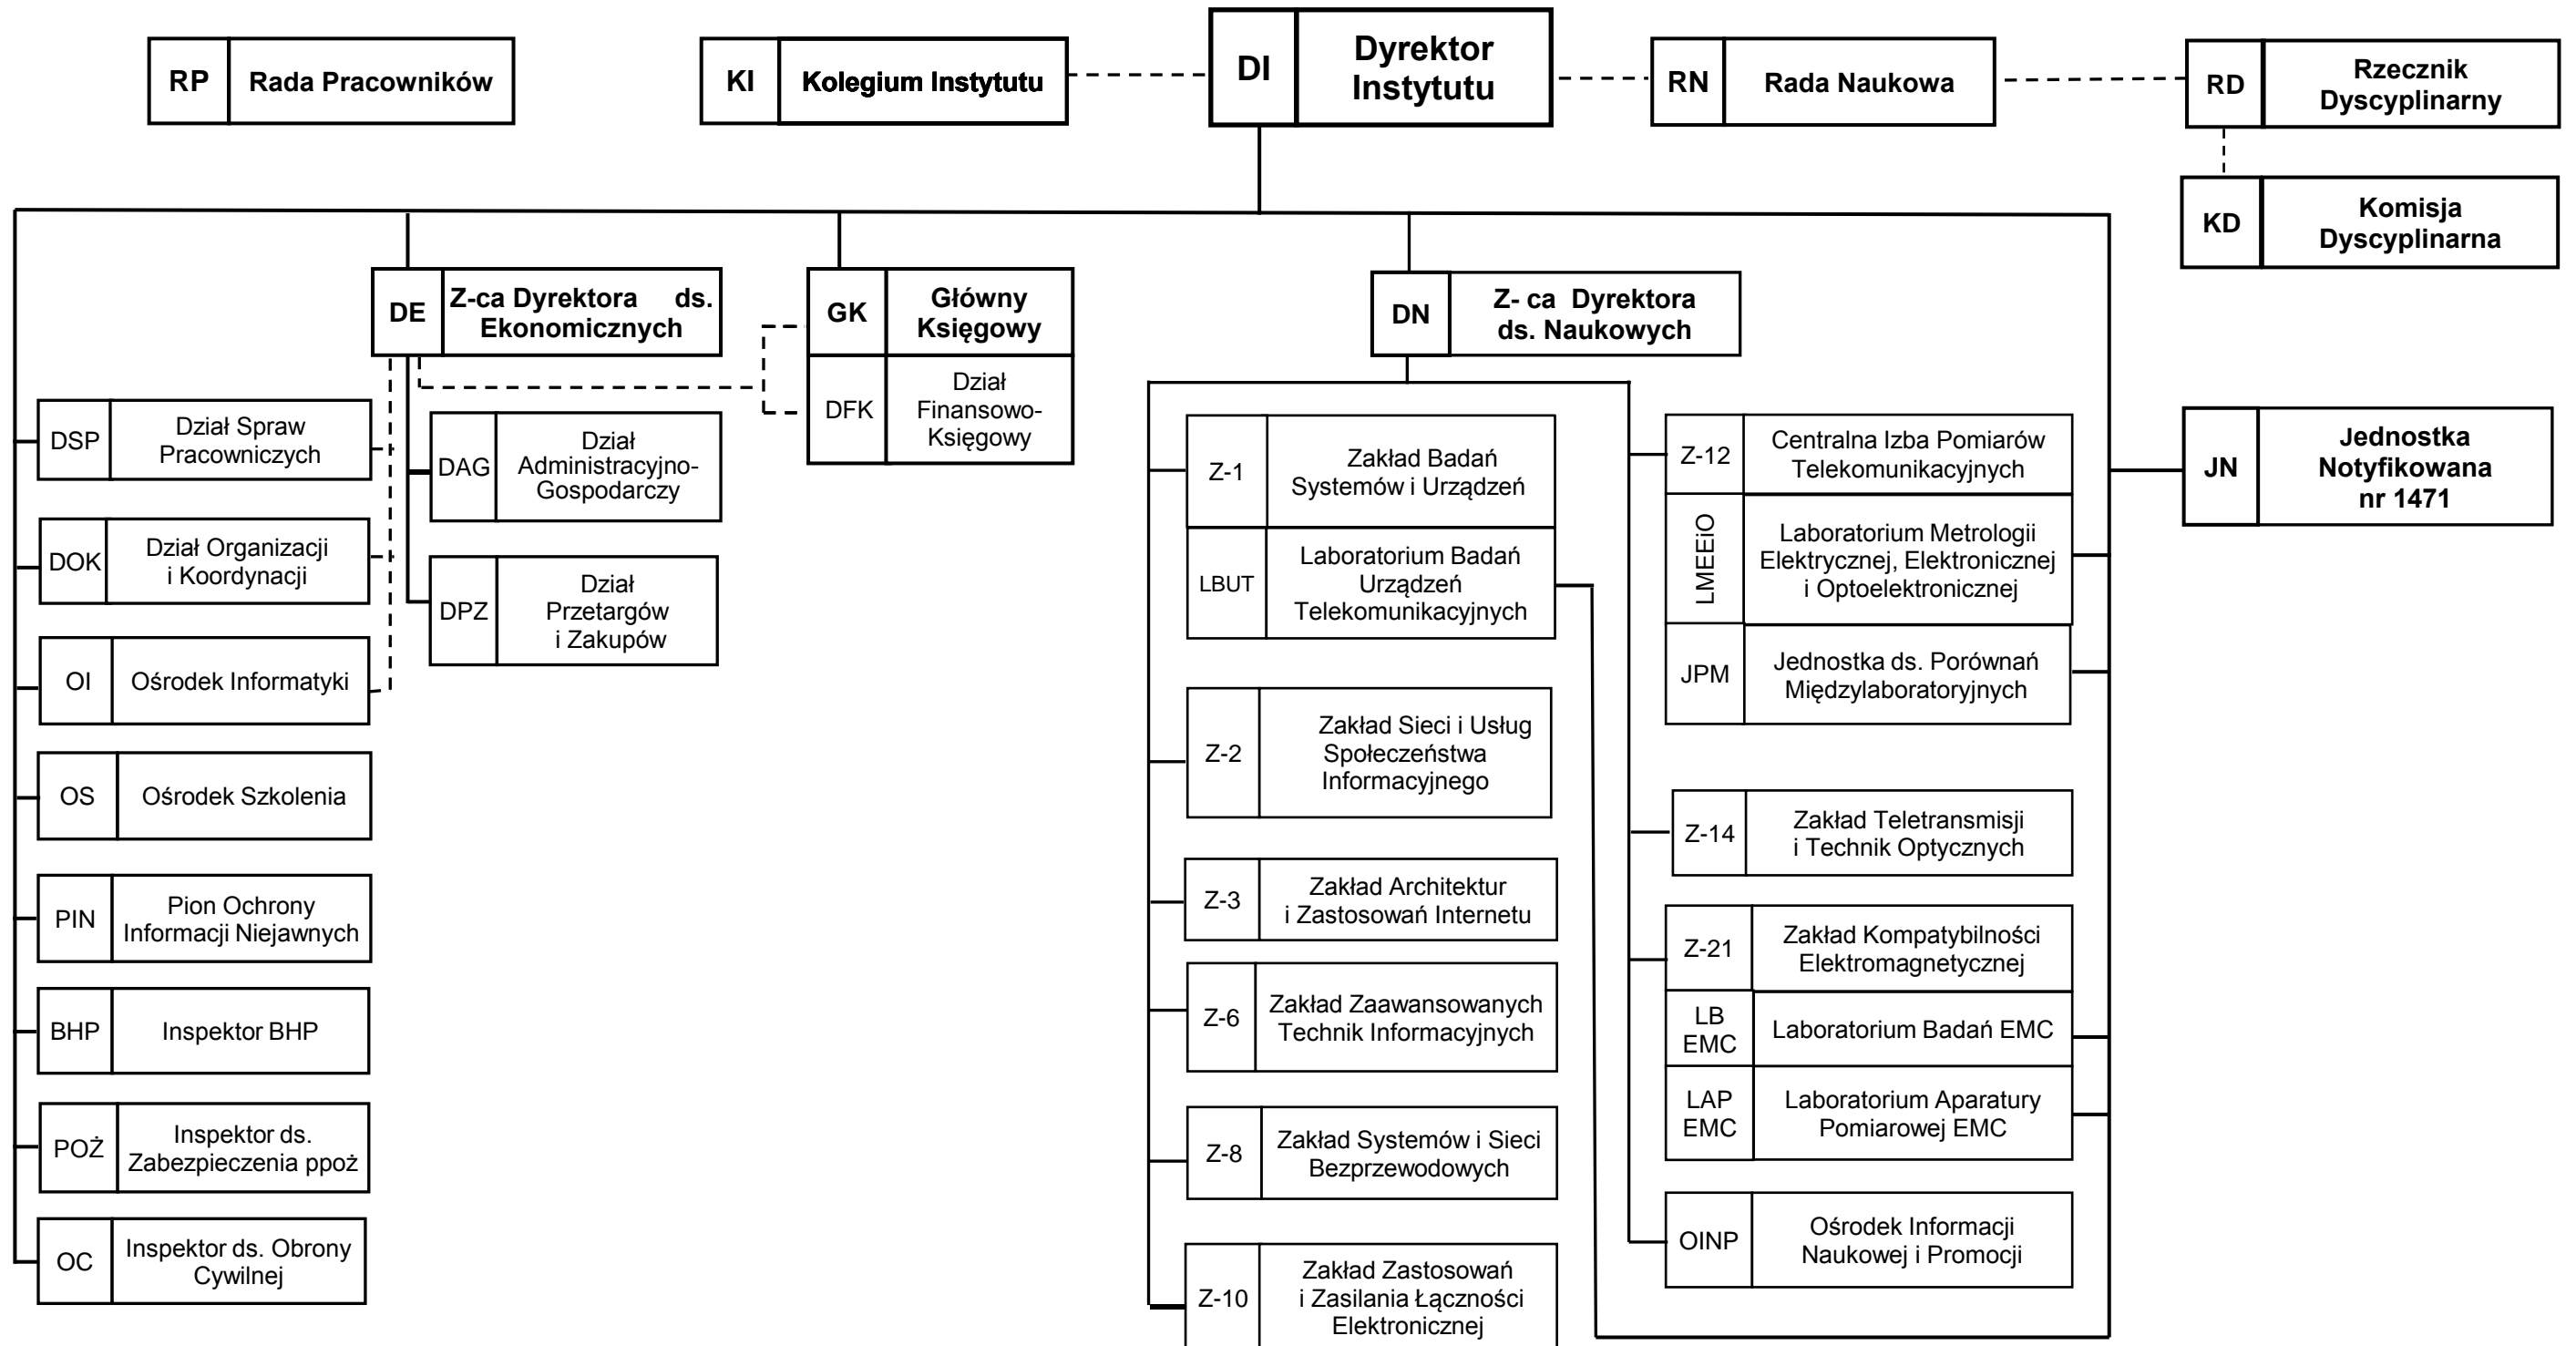 RP
Rada Pracowników
KI
Kolegium Instytutu
DI
Dyrektor
Instytutu
RN
Rada Naukowa
RD
Rzecznik
Dyscyplinarny
KD
Komisja
Dyscyplinarna
DE
Z-ca Dyrektora ds.
Ekonomicznych
GK
Główny
Księgowy
DFK
Dział
Finansowo-
Księgowy
DN
Z- ca Dyrektora
ds. Naukowych
JN
Jednostka
Notyfikowana
nr 1471
DSP
Dział Spraw
Pracowniczych
DOK
Dział Organizacji
i Koordynacji
OI
Ośrodek Informatyki
OS
Ośrodek Szkolenia
PIN
Pion Ochrony
Informacji Niejawnych
BHP
Inspektor BHP
POŻ
Inspektor ds.
Zabezpieczenia ppoż
OC
Inspektor ds. Obrony
Cywilnej
DAG
Dział
Administracyjno-
Gospodarczy
DPZ
Dział
Przetargów
i Zakupów
Z-1
Zakład Badań
Systemów i Urządzeń
LBUT
Laboratorium Badań
Urządzeń
Telekomunikacyjnych
Z-2
Zakład Sieci i Usług
Społeczeństwa
Informacyjnego
Z-3
Zakład Architektur
i Zastosowań Internetu
Z-6
Zakład Zaawansowanych
Technik Informacyjnych
Z-8
Zakład Systemów i Sieci
Bezprzewodowych
Z-10
Zakład Zastosowań
i Zasilania Łączności
Elektronicznej
Z-12
Centralna Izba Pomiarów
Telekomunikacyjnych
LMEEiO
Laboratorium Metrologii
Elektrycznej, Elektronicznej
i Optoelektronicznej
JPM
Jednostka ds. Porównań
Międzylaboratoryjnych
Z-14
Zakład Teletransmisji
i Technik Optycznych
Z-21
Zakład Kompatybilności
Elektromagnetycznej
LB
EMC
Laboratorium Badań EMC
LAP
EMC
Laboratorium Aparatury
Pomiarowej EMC
OINP
Ośrodek Informacji
Naukowej i Promocji